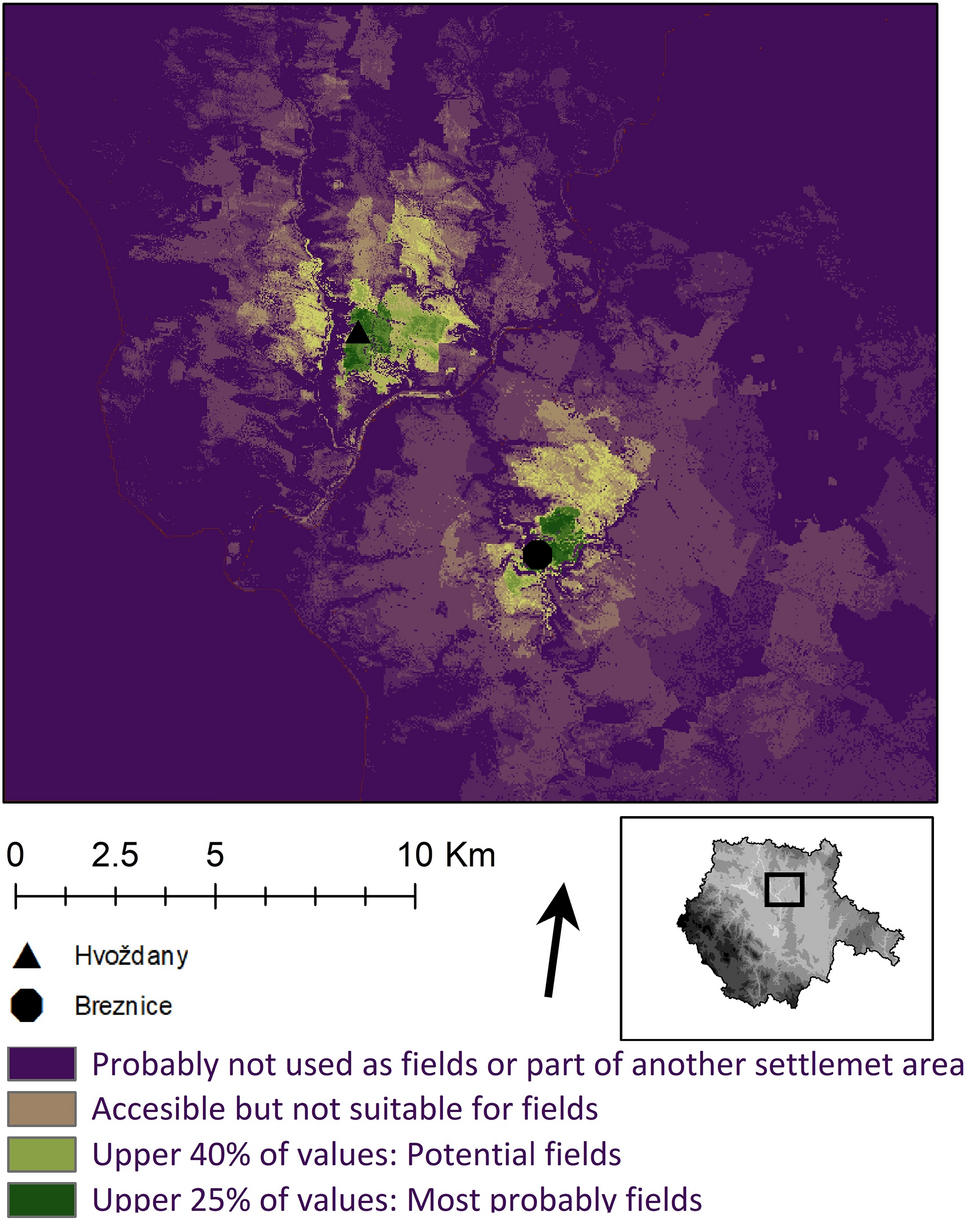 0 2.5 5 10 Km
Hvoždany
Breznice
Probably not used as fields or part of another settlemet area
Accesible but not suitable for fields
Upper 40% of values: Potential fields
Upper 25% of values: Most probably fields